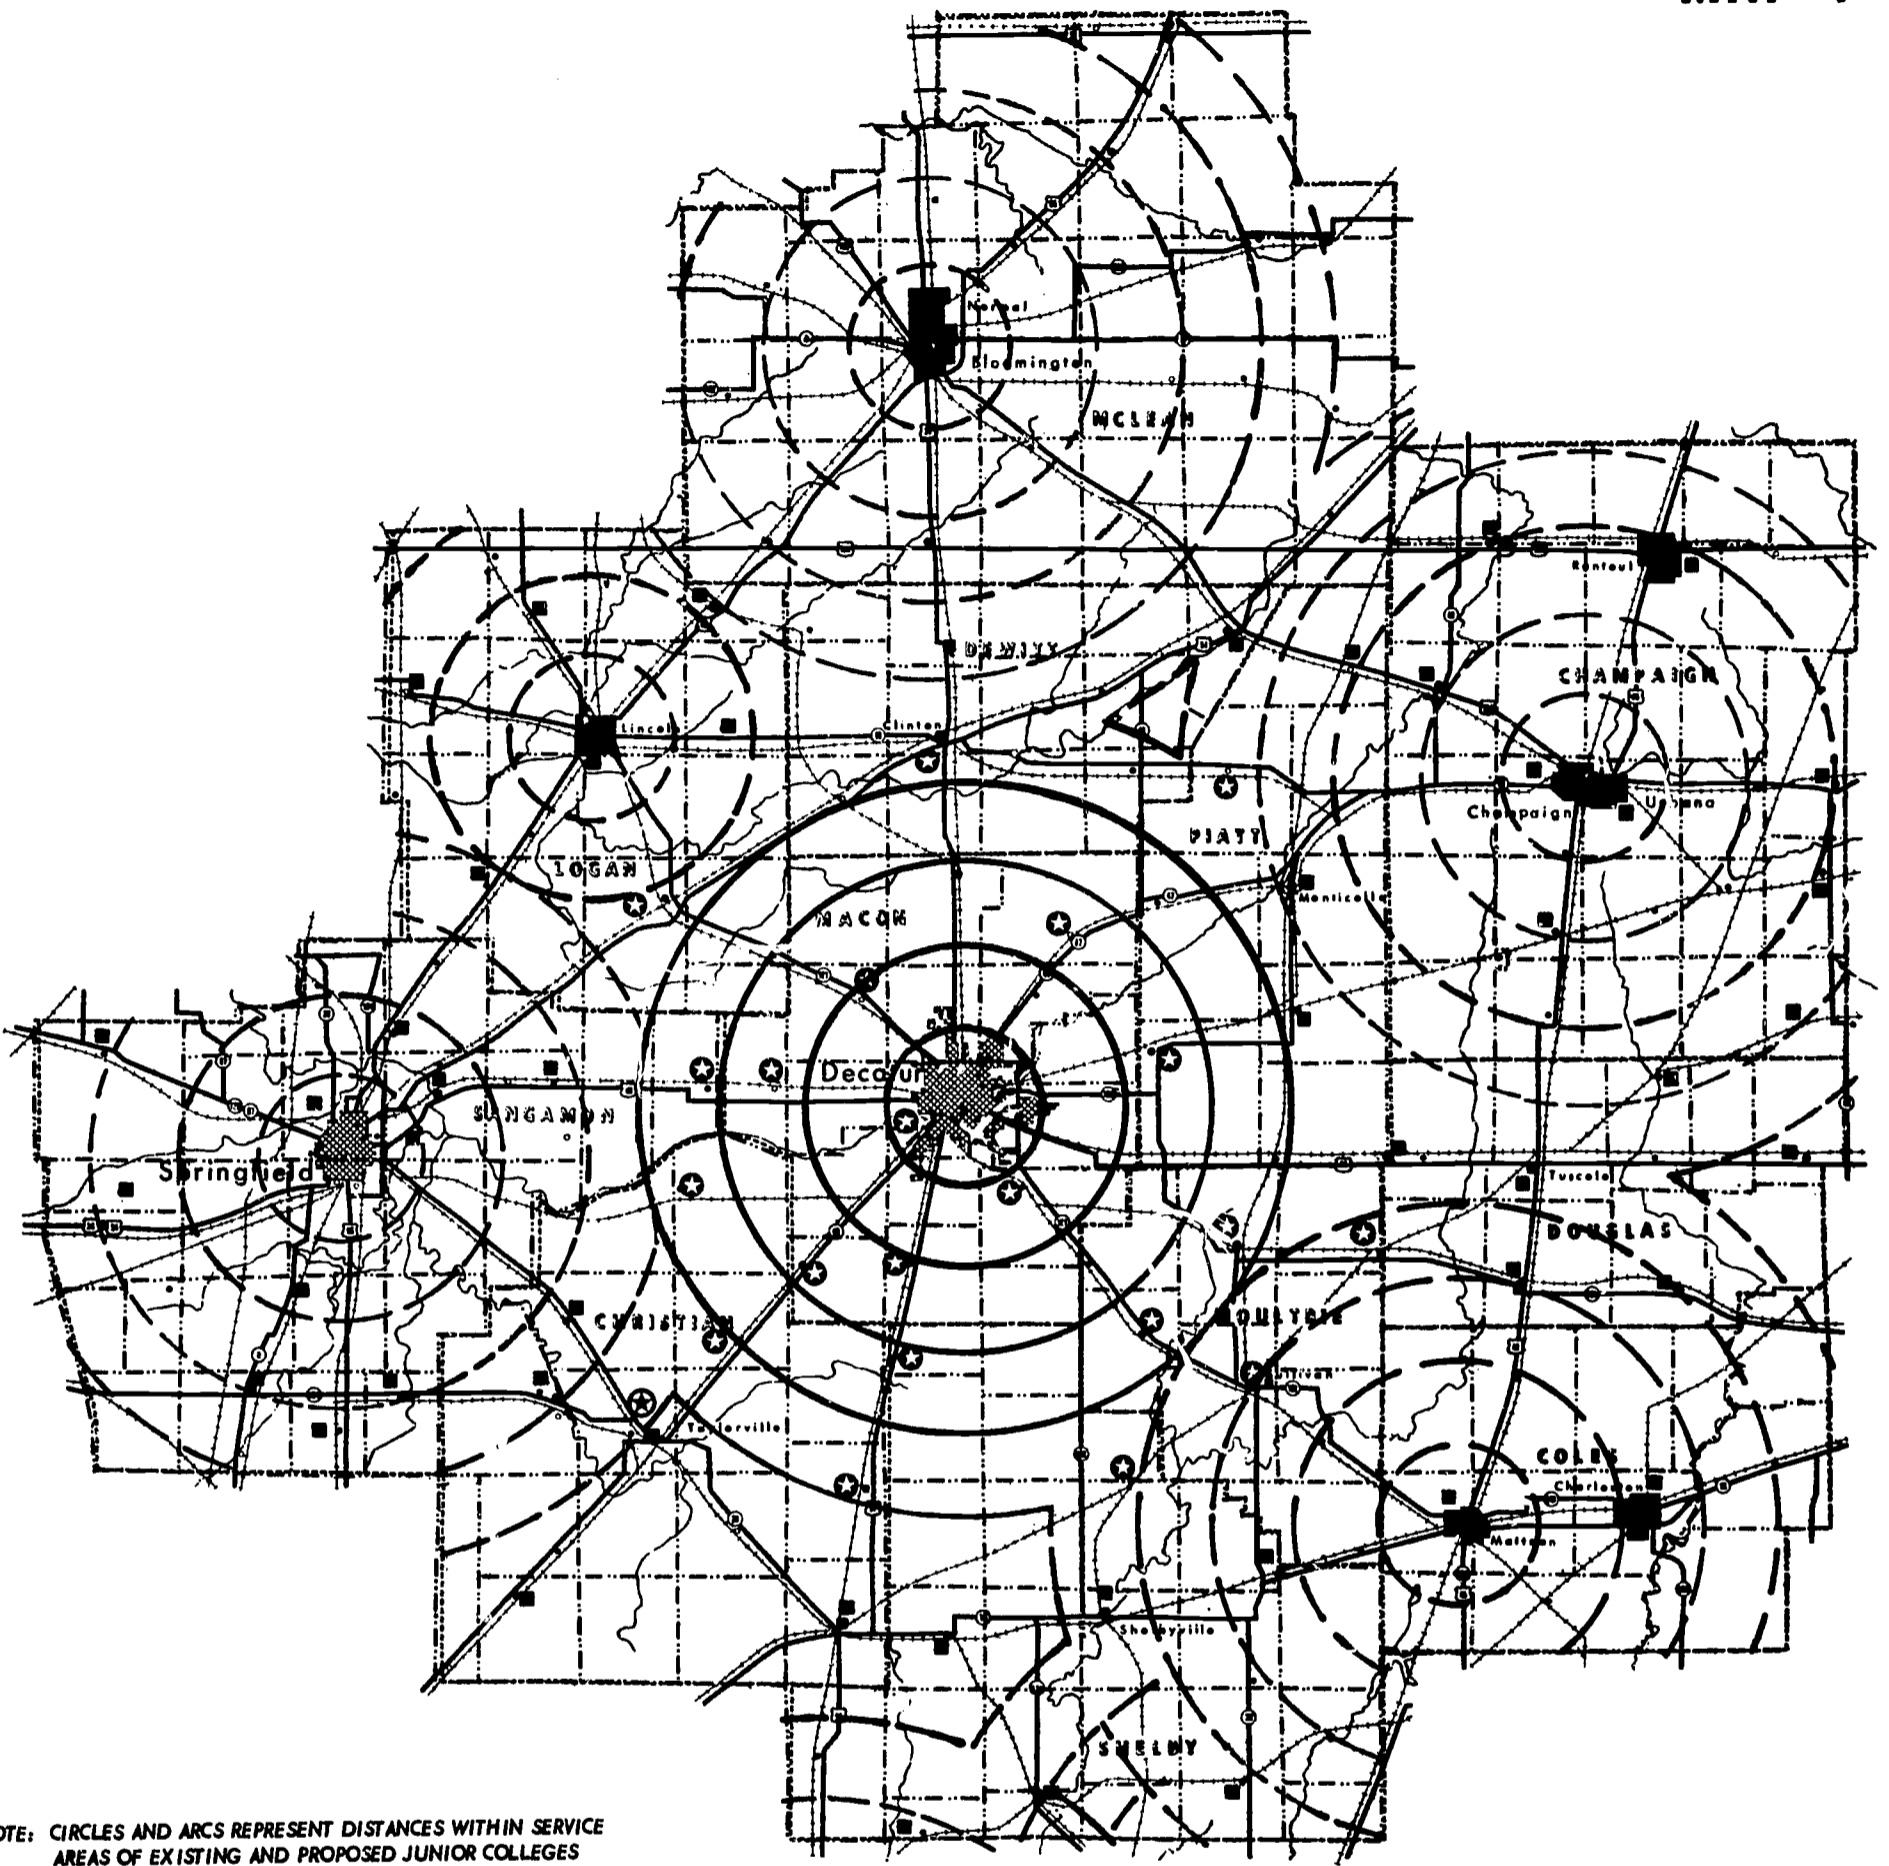 Normal
Bloomington
MCLEAN
Rantoul
DEWITT
CHAMPAIGN
Lincoln
Clinton
Champaign
Urbana
PIATT
LOGAN
Monticello
MACON
Decatur
SANGAMON
Springfield
Tuscola
DOUGLAS
CHRISTIAN
MOULTRIE
Sullivan
Taylorville
COLES
Charleston
Mattoon
Shelbyville
SHELBY
OTE: CIRCLES AND ARCS REPRESENT DISTANCES WITHIN SERVICE
AREAS OF EXISTING AND PROPOSED JUNIOR COLLEGES